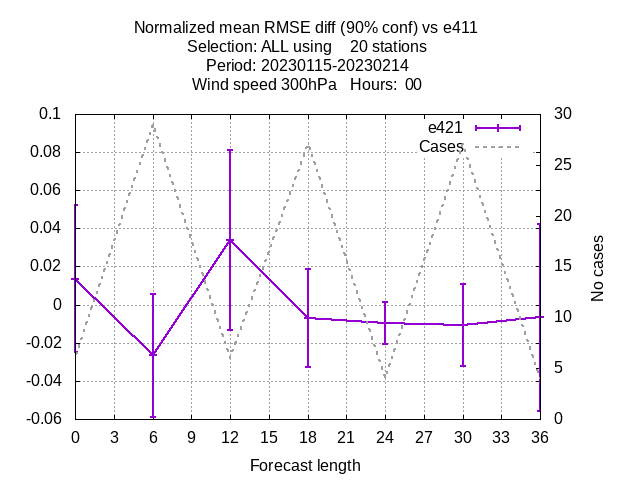 Normalized mean RMSE diff (90% conf) vs e411
Selection: ALL using    20 stations
Period: 20230115-20230214
Wind speed 300hPa   Hours:  00
e421
Cases
0.1
0.08
0.06
0.04
0.02
0
-0.02
-0.04
-0.06
30
25
20
15
10
5
0
No cases
0 3 6 9 12 15 18 21 24 27 30 33 36
Forecast length